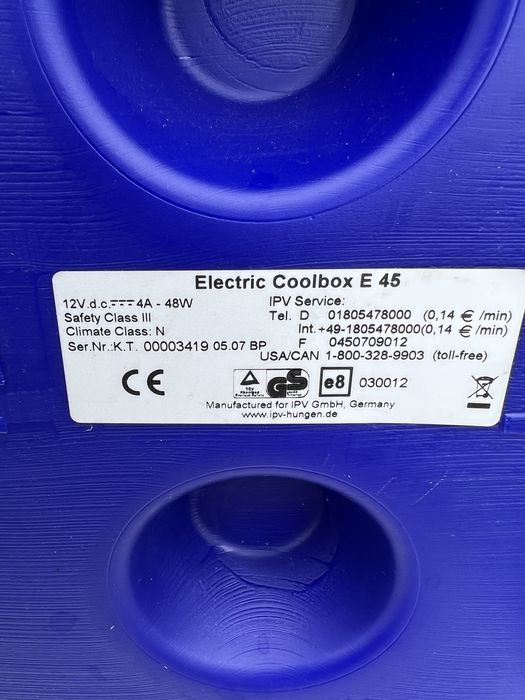 Electric Coolbox E 45
12V.d.c. 4A - 48W
Safety Class III
Climate Class: N
Ser.Nr.:K.T. 00003419 05.07 BP
IPV Service:
Tel. D 01805478000 (0,14 € /min)
Int.+49-1805478000(0,14 € /min)
F 0450709012
USA/CAN 1-800-328-9903 (toll-free)
CE
GS
e8 030012
Manufactured for IPV GmbH, Germany
www.ipv-hungen.de